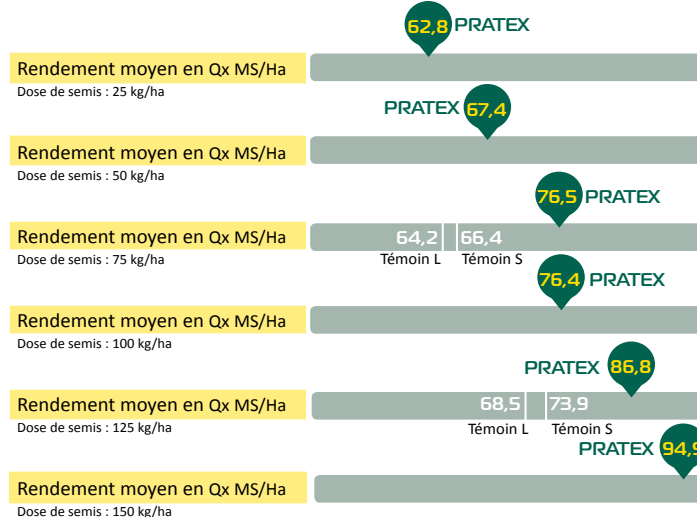 62,8 PRATEX
Rendement moyen en Qx MS/Ha
Dose de semis : 25 kg/ha
PRATEX 67,4
Rendement moyen en Qx MS/Ha
Dose de semis : 50 kg/ha
76,5 PRATEX
Rendement moyen en Qx MS/Ha
64,2 66,4
Dose de semis : 75 kg/ha
Témoin L Témoin S
76,4 PRATEX
Rendement moyen en Qx MS/Ha
Dose de semis : 100 kg/ha
PRATEX 86,8
Rendement moyen en Qx MS/Ha
68,5 73,9
Dose de semis : 125 kg/ha
Témoin L Témoin S
PRATEX 94,9
Rendement moyen en Qx MS/Ha
Dose de semis : 150 kg/ha